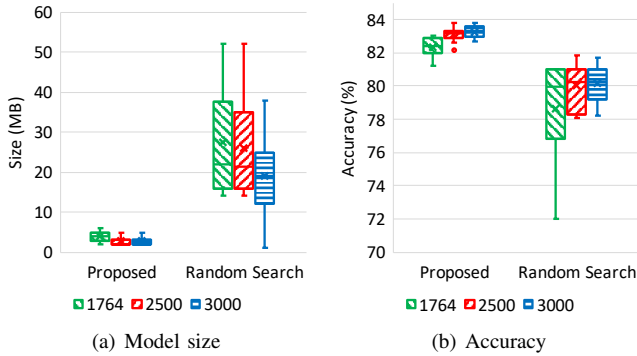 60
50
40
30
20
10
0
Size (MB)
Proposed Random Search
1764 2500 3000
(a) Model size
84
82
80
78
76
74
72
70
Accuracy (%)
Proposed Random Search
1764 2500 3000
(b) Accuracy